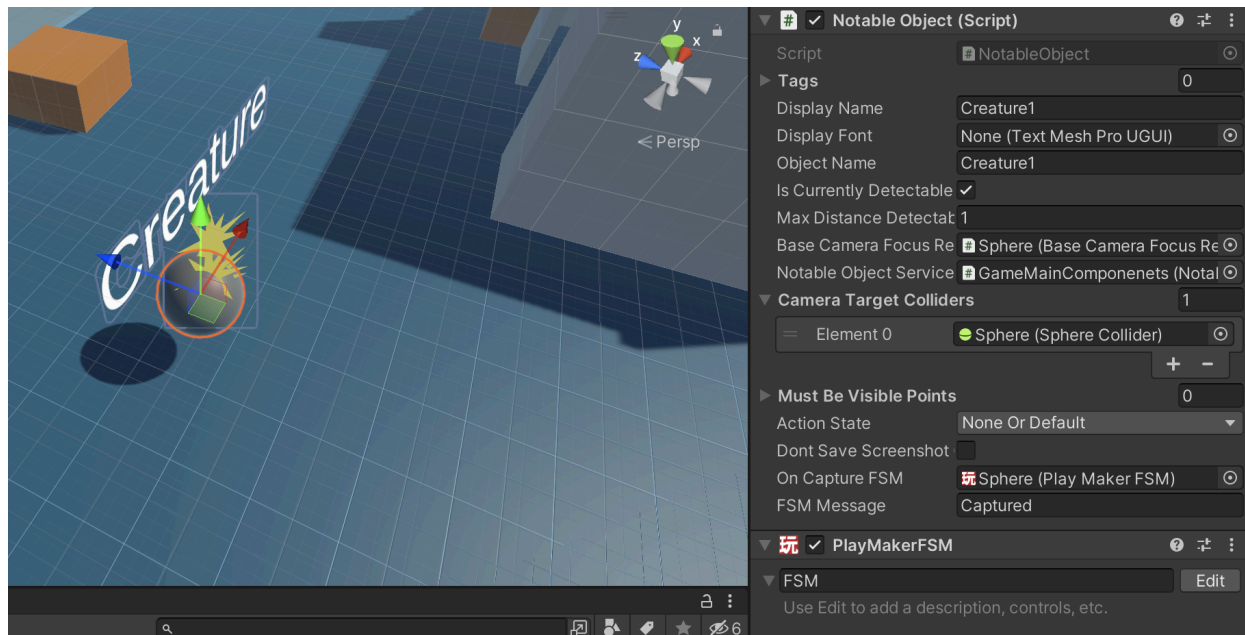 Creature
y
x
z
< Persp
6
# Notable Object (Script)
Script # NotableObject
Tags 0
Display Name Creature1
Display Font None (Text Mesh Pro UGUI)
Object Name Creature1
Is Currently Detectable
Max Distance Detectab 1
Base Camera Focus Re # Sphere (Base Camera Focus Re
Notable Object Service # GameMainComponenets (Notal
Camera Target Colliders 1
Element 0 Sphere (Sphere Collider)
+ −
Must Be Visible Points 0
Action State None Or Default
Dont Save Screenshot
On Capture FSM 玩 Sphere (Play Maker FSM)
FSM Message Captured
玩 PlayMakerFSM
FSM Edit
Use Edit to add a description, controls, etc.